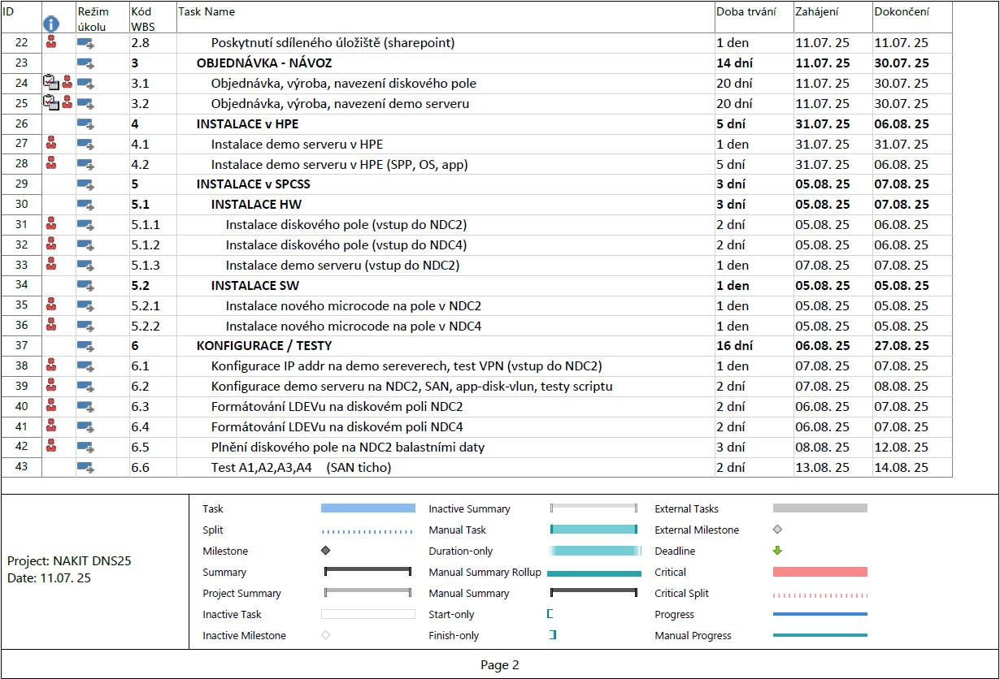 ID Režim úkolu Kód WBS Task Name Doba trvání Zahájení Dokončení
22 2.8 Poskytnutí sdíleného úložiště (sharepoint) 1 den 11.07. 25 11.07. 25
23 3 OBJEDNÁVKA - NÁVOZ 14 dní 11.07. 25 30.07. 25
24 3.1 Objednávka, výroba, navezení diskového pole 20 dní 11.07. 25 30.07. 25
25 3.2 Objednávka, výroba, navezení demo serveru 20 dní 11.07. 25 30.07. 25
26 4 INSTALACE v HPE 5 dní 31.07. 25 06.08. 25
27 4.1 Instalace demo serveru v HPE 1 den 31.07. 25 31.07. 25
28 4.2 Instalace demo serveru v HPE (SPP, OS, app) 5 dní 31.07. 25 06.08. 25
29 5 INSTALACE v SPCSS 3 dní 05.08. 25 07.08. 25
30 5.1 INSTALACE HW 3 dní 05.08. 25 07.08. 25
31 5.1.1 Instalace diskového pole (vstup do NDC2) 2 dní 05.08. 25 06.08. 25
32 5.1.2 Instalace diskového pole (vstup do NDC4) 2 dní 05.08. 25 06.08. 25
33 5.1.3 Instalace demo serveru (vstup do NDC2) 1 den 07.08. 25 07.08. 25
34 5.2 INSTALACE SW 1 den 05.08. 25 05.08. 25
35 5.2.1 Instalace nového microcode na pole v NDC2 1 den 05.08. 25 05.08. 25
36 5.2.2 Instalace nového microcode na pole v NDC4 1 den 05.08. 25 05.08. 25
37 6 KONFIGURACE / TESTY 16 dní 06.08. 25 27.08. 25
38 6.1 Konfigurace IP addr na demo sereverech, test VPN (vstup do NDC2) 1 den 07.08. 25 07.08. 25
39 6.2 Konfigurace demo serveru na NDC2, SAN, app-disk-vlun, testy scriptu 2 dní 07.08. 25 08.08. 25
40 6.3 Formátování LDEVu na diskovém poli NDC2 2 dní 06.08. 25 07.08. 25
41 6.4 Formátování LDEVu na diskovém poli NDC4 2 dní 06.08. 25 07.08. 25
42 6.5 Plnění diskového pole na NDC2 balastními daty 3 dní 08.08. 25 12.08. 25
43 6.6 Test A1,A2,A3,A4 (SAN ticho) 2 dní 13.08. 25 14.08. 25
Project: NAKIT DNS25
Date: 11.07. 25
Task
Split
Milestone
Summary
Project Summary
Inactive Task
Inactive Milestone
Inactive Summary
Manual Task
Duration-only
Manual Summary Rollup
Manual Summary
Start-only
Finish-only
External Tasks
External Milestone
Deadline
Critical
Critical Split
Progress
Manual Progress
Page 2